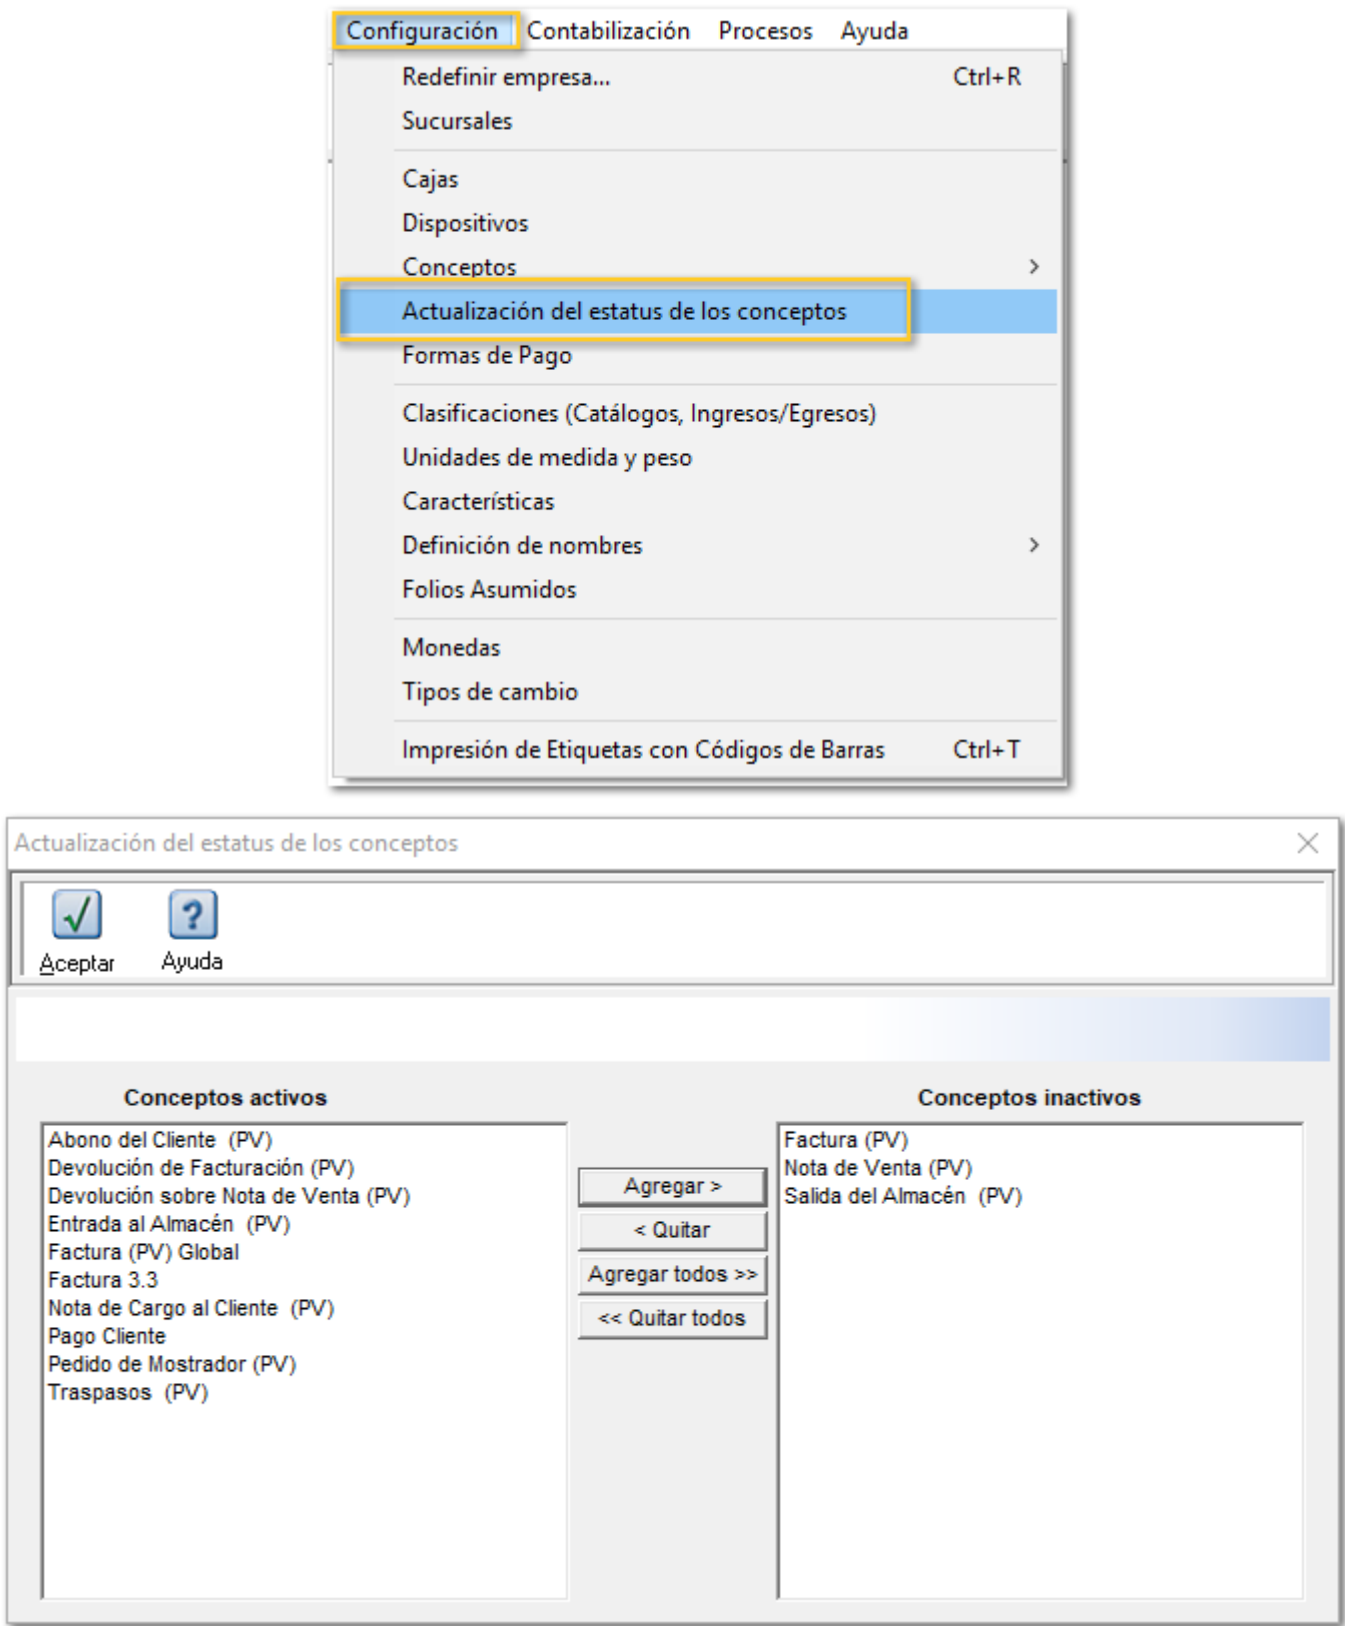 Configuración Contabilización Procesos Ayuda
Redefinir empresa... Ctrl+R
Sucursales
Cajas
Dispositivos
Conceptos >
Actualización del estatus de los conceptos
Formas de Pago
Clasificaciones (Catálogos, Ingresos/Egresos)
Unidades de medida y peso
Características
Definición de nombres >
Folios Asumidos
Monedas
Tipos de cambio
Impresión de Etiquetas con Códigos de Barras Ctrl+T
Actualización del estatus de los conceptos
Aceptar Ayuda
Conceptos activos
Abono del Cliente (PV)
Devolución de Facturación (PV)
Devolución sobre Nota de Venta (PV)
Entrada al Almacén (PV)
Factura (PV) Global
Factura 3.3
Nota de Cargo al Cliente (PV)
Pago Cliente
Pedido de Mostrador (PV)
Traspasos (PV)
Agregar >
< Quitar
Agregar todos >>
<< Quitar todos
Conceptos inactivos
Factura (PV)
Nota de Venta (PV)
Salida del Almacén (PV)